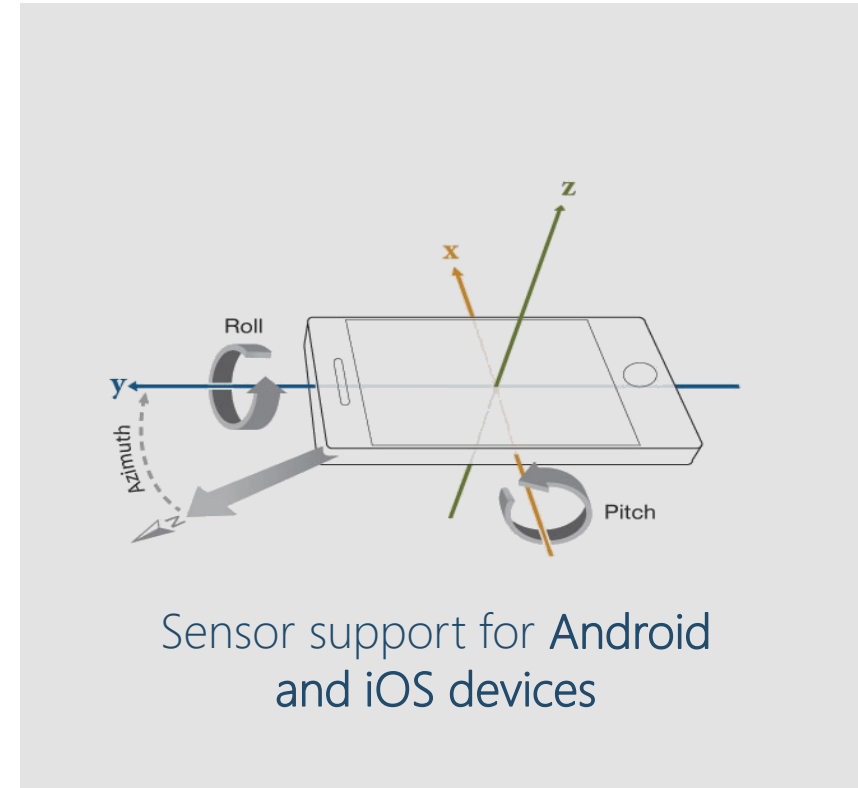 z
x
Roll
y
Azimuth
N
Pitch
Sensor support for Android
and iOS devices